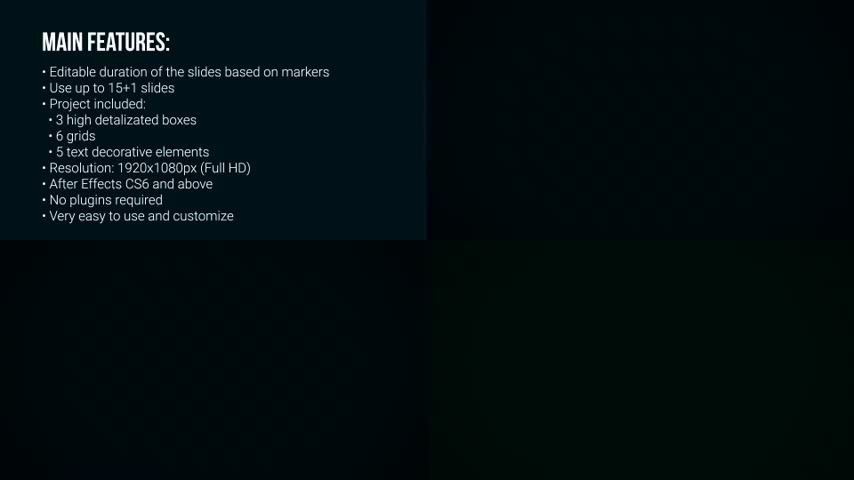 MAIN FEATURES:
• Editable duration of the slides based on markers
• Use up to 15+1 slides
• Project included:
• 3 high detalizated boxes
• 6 grids
• 5 text decorative elements
• Resolution: 1920x1080px (Full HD)
• After Effects CS6 and above
• No plugins required
• Very easy to use and customize